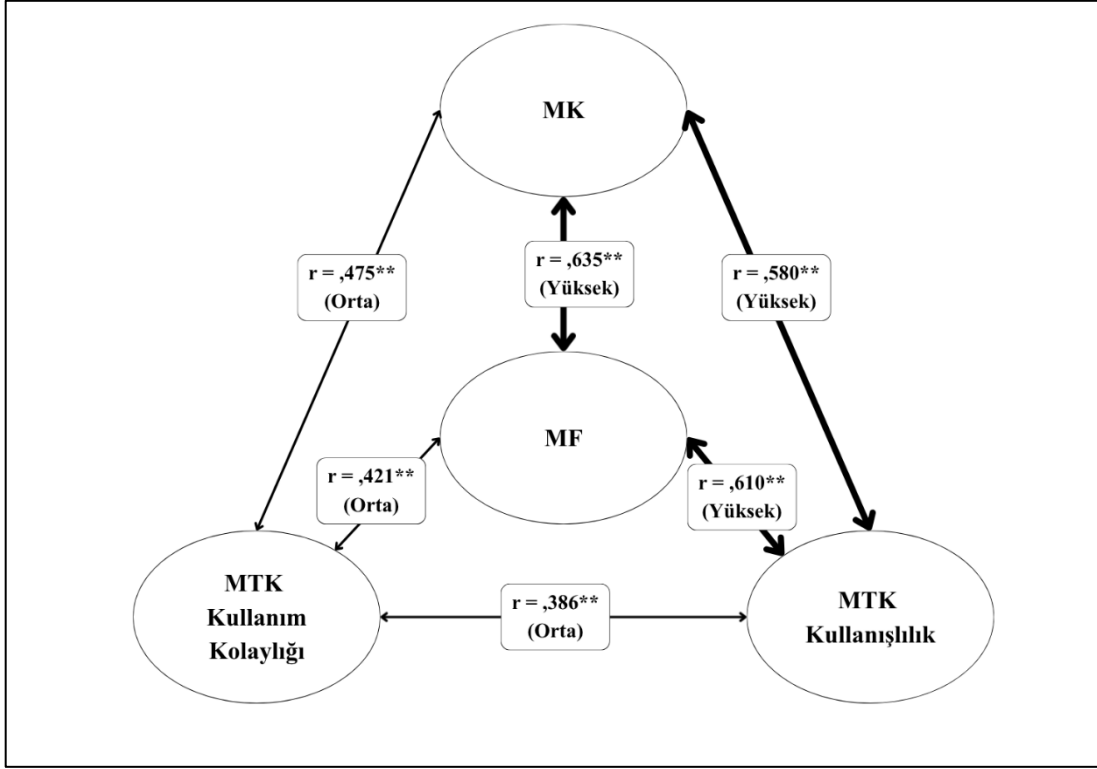 MK
r = ,475**
(Orta)
r = ,635**
(Yüksek)
r = ,580**
(Yüksek)
MF
r = ,421**
(Orta)
r = ,610**
(Yüksek)
MTK
Kullanım
Kolaylığı
r = ,386**
(Orta)
MTK
Kullanışlılık